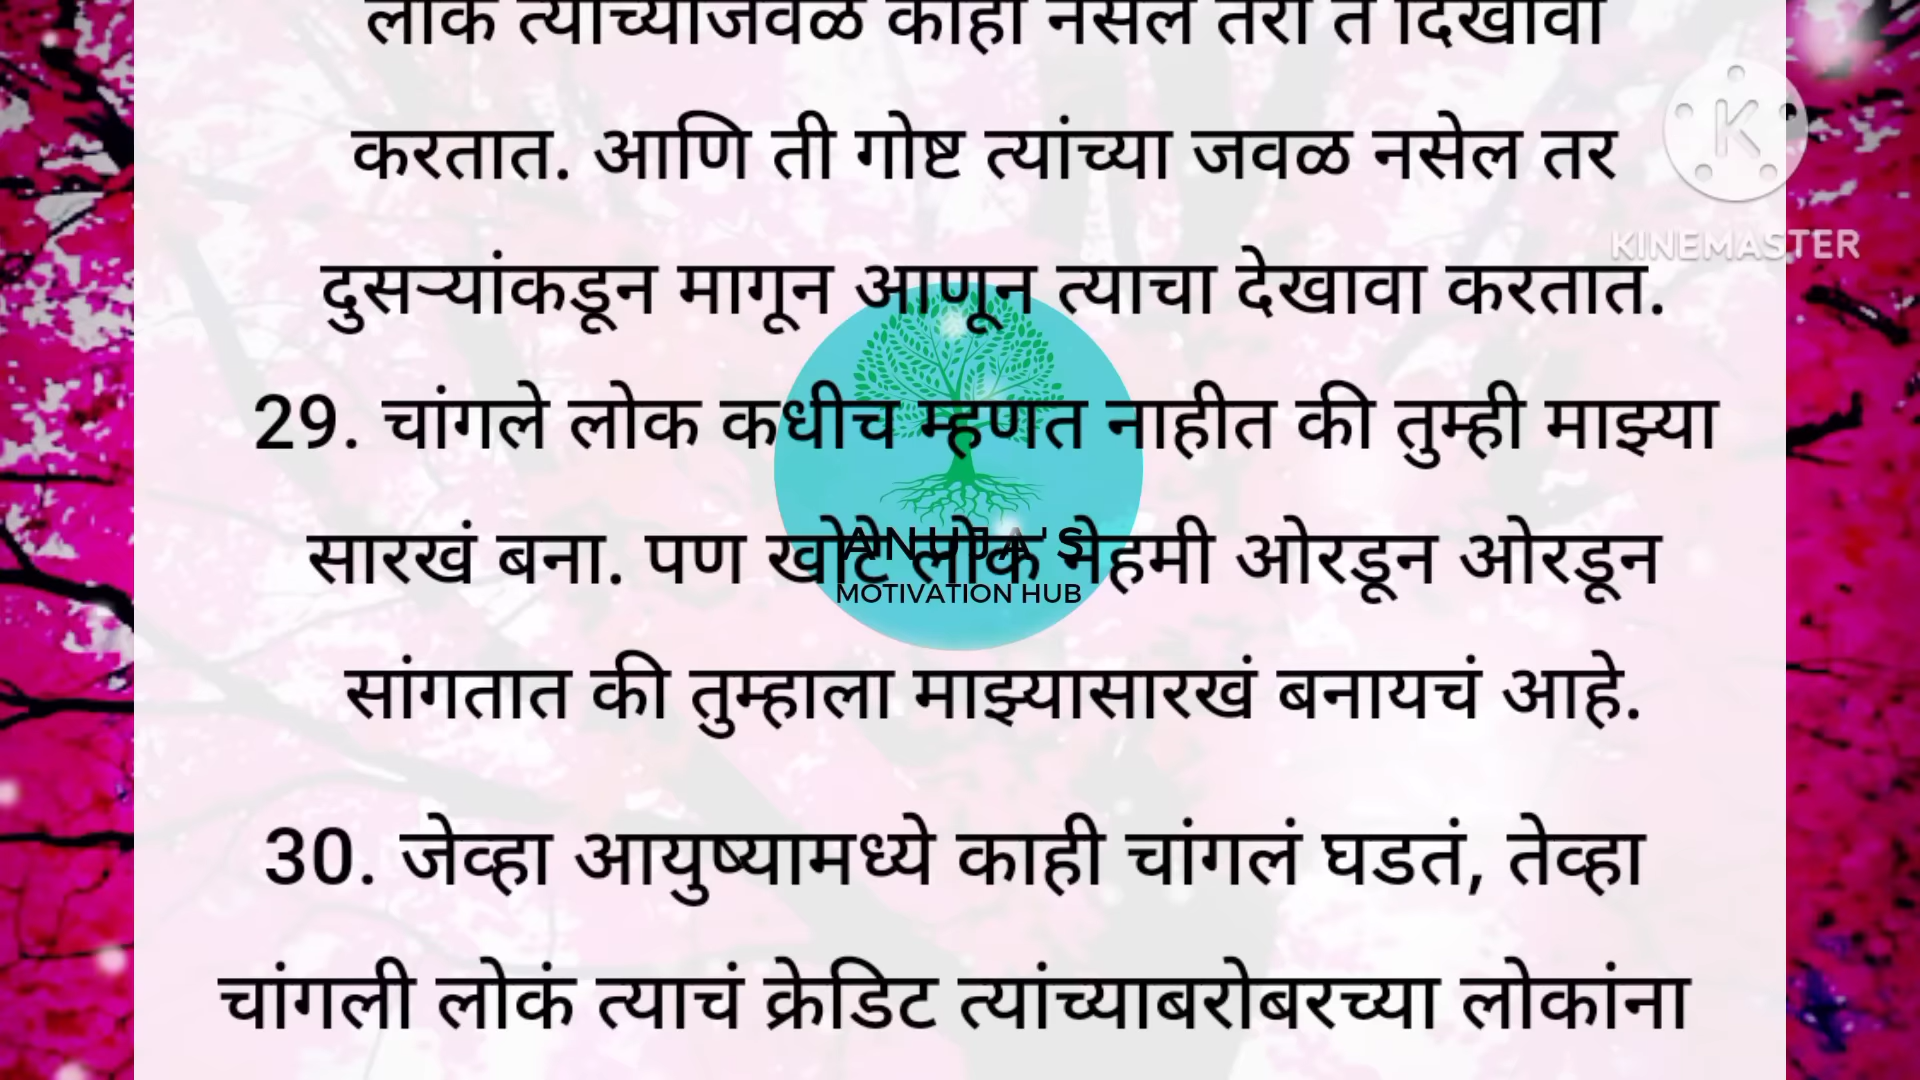 लोक त्यांच्याजवळ काही नसेल तरी ते दिखावा
करतात. आणि ती गोष्ट त्यांच्या जवळ नसेल तर
दुसऱ्यांकडून मागून आणून त्याचा देखावा करतात.
29. चांगले लोक कधीच म्हणत नाहीत की तुम्ही माझ्या
सारखं बना. पण खोटे लोक नेहमी ओरडून ओरडून
सांगतात की तुम्हाला माझ्यासारखं बनायचं आहे.
30. जेव्हा आयुष्यामध्ये काही चांगलं घडतं, तेव्हा
चांगली लोकं त्याचं क्रेडिट त्यांच्याबरोबरच्या लोकांना
ANUJA'S
MOTIVATION HUB
K
KINEMASTER